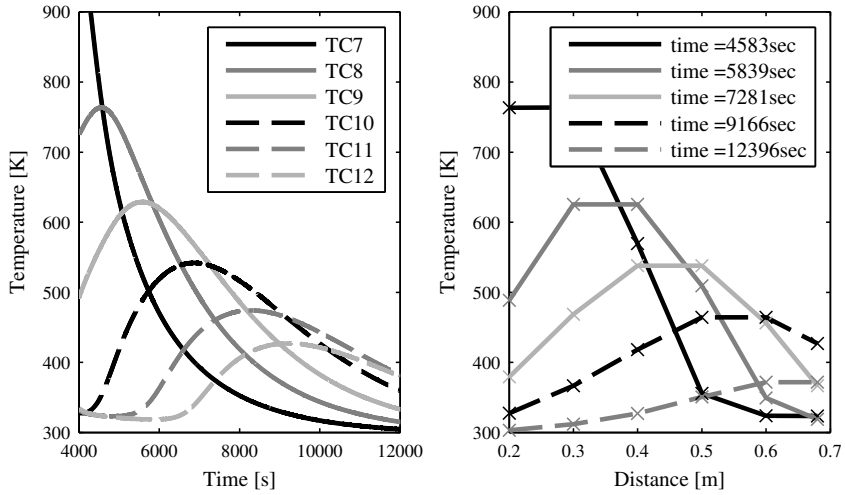 900
800
700
600
500
400
300
Temperature [K]
4000 6000 8000 10000 12000
Time [s]
TC7
TC8
TC9
TC10
TC11
TC12
900
800
700
600
500
400
300
Temperature [K]
0.2 0.3 0.4 0.5 0.6 0.7
Distance [m]
time =4583sec
time =5839sec
time =7281sec
time =9166sec
time =12396sec